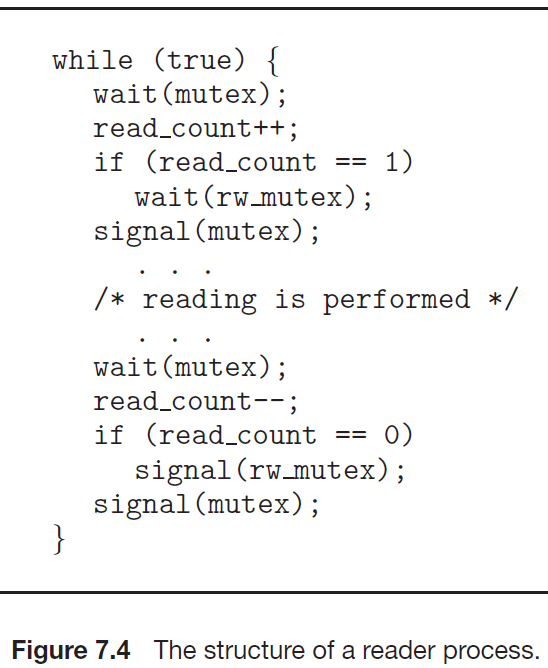 while (true) {
wait(mutex);
read_count++;
if (read_count == 1)
wait(rw_mutex);
signal(mutex);
. . .
/* reading is performed */
. . .
wait(mutex);
read_count--;
if (read_count == 0)
signal(rw_mutex);
signal(mutex);
}
Figure 7.4 The structure of a reader process.